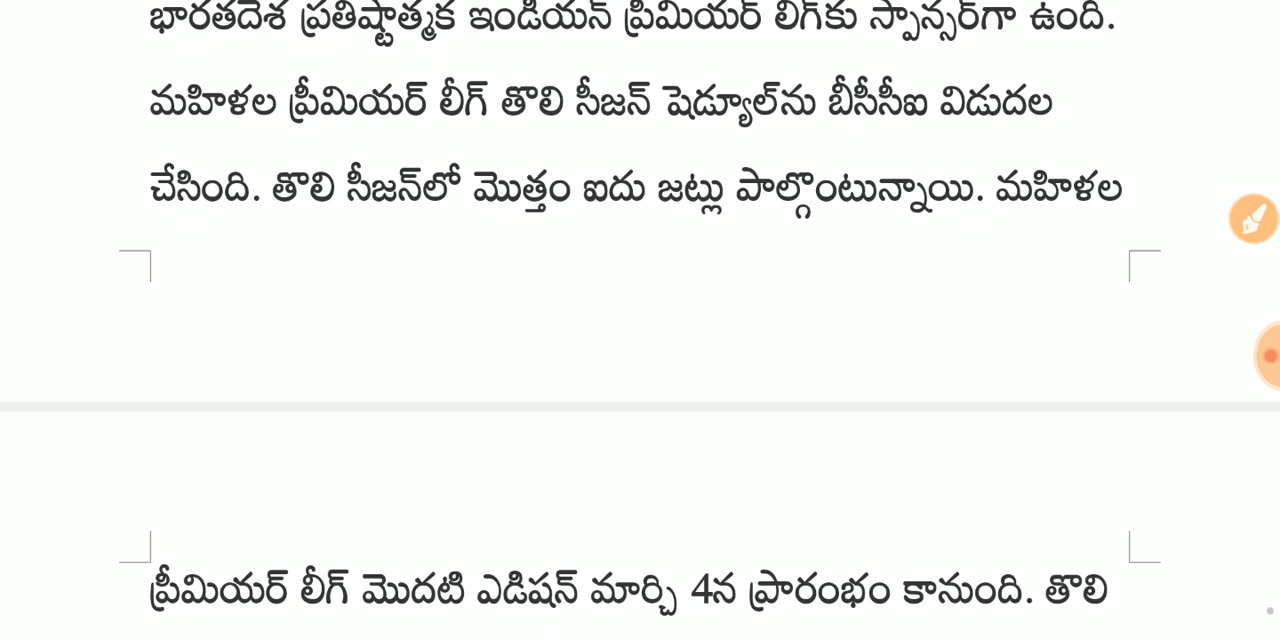 భారతదేశ ప్రతిష్టాత్మక ఇండియన్ ప్రీమియర్ లీగ్‌కు స్పాన్సర్‌గా ఉంది.
మహిళల ప్రీమియర్ లీగ్ తొలి సీజన్ షెడ్యూల్‌ను బీసీసీఐ విడుదల
చేసింది. తొలి సీజన్‌లో మొత్తం ఐదు జట్లు పాల్గొంటున్నాయి. మహిళల
ప్రీమియర్ లీగ్ మొదటి ఎడిషన్ మార్చి 4న ప్రారంభం కానుంది. తొలి